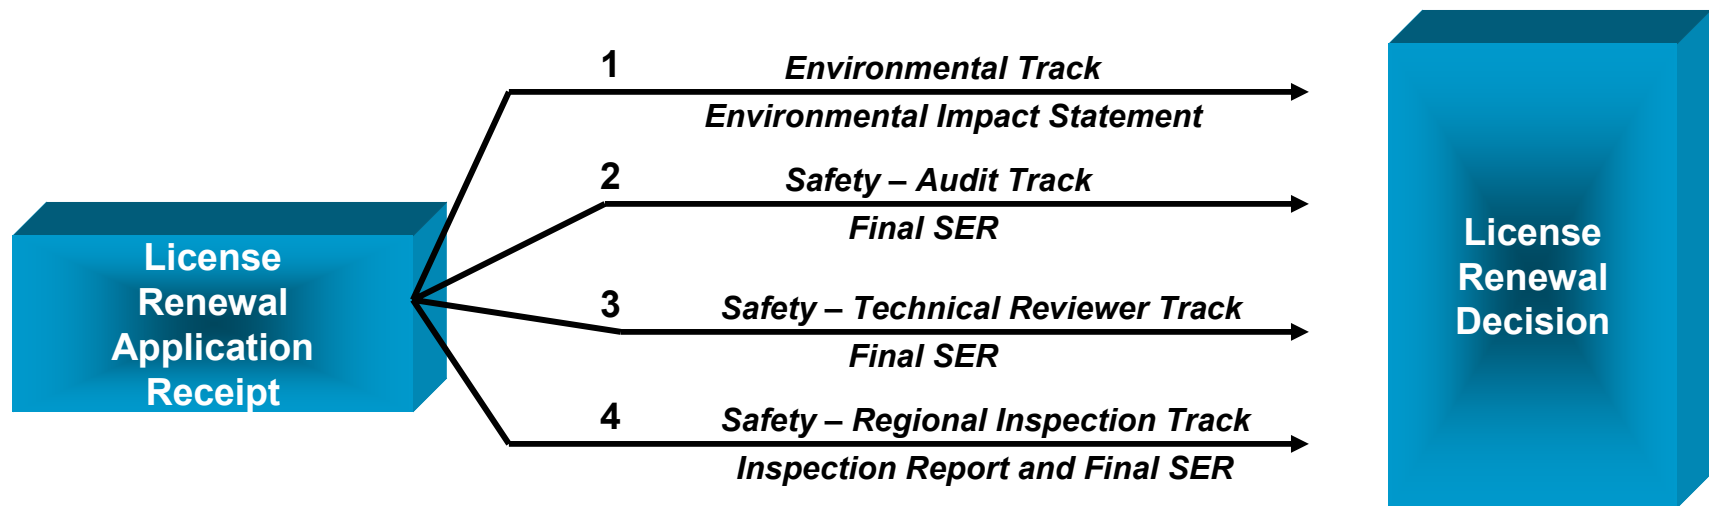 License
Renewal
Application
Receipt
1
Environmental Track
Environmental Impact Statement
2
Safety – Audit Track
Final SER
3
Safety – Technical Reviewer Track
Final SER
4
Safety – Regional Inspection Track
Inspection Report and Final SER
License
Renewal
Decision